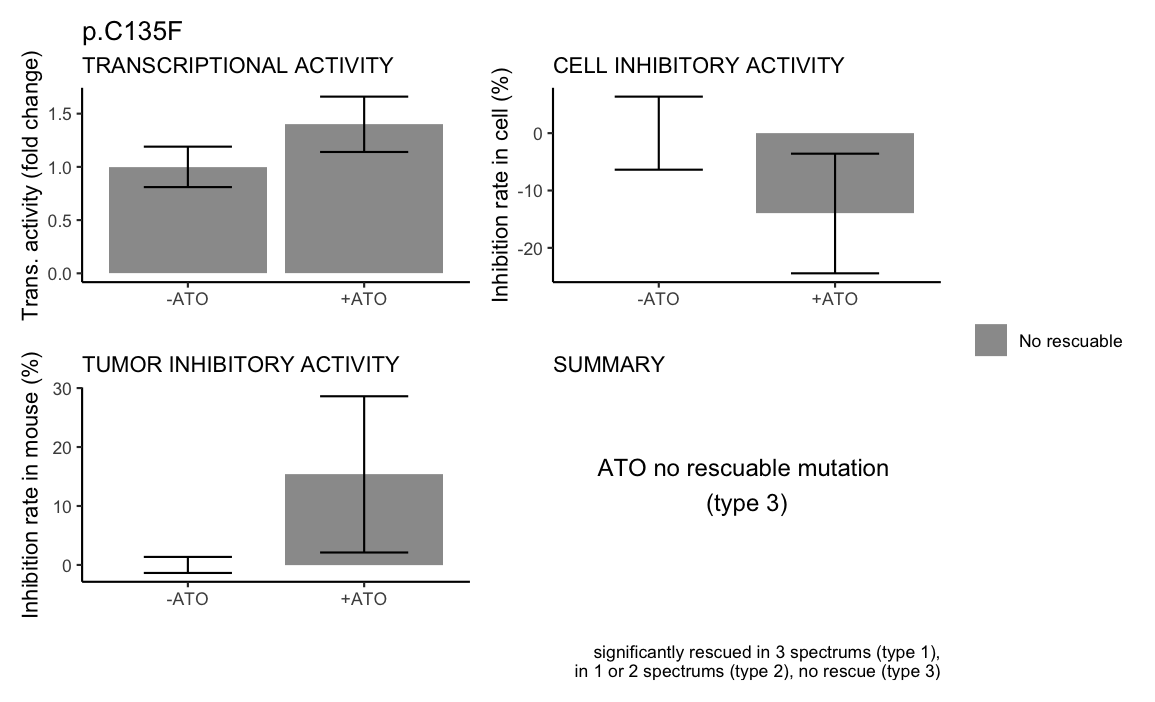 p.C135F
TRANSCRIPTIONAL ACTIVITY
Trans. activity (fold change)
1.5
1.0
0.5
0.0
-ATO
+ATO
CELL INHIBITORY ACTIVITY
Inhibition rate in cell (%)
0
-10
-20
-ATO
+ATO
No rescuable
TUMOR INHIBITORY ACTIVITY
Inhibition rate in mouse (%)
30
20
10
0
-ATO
+ATO
SUMMARY
ATO no rescuable mutation
(type 3)
significantly rescued in 3 spectrums (type 1),
in 1 or 2 spectrums (type 2), no rescue (type 3)